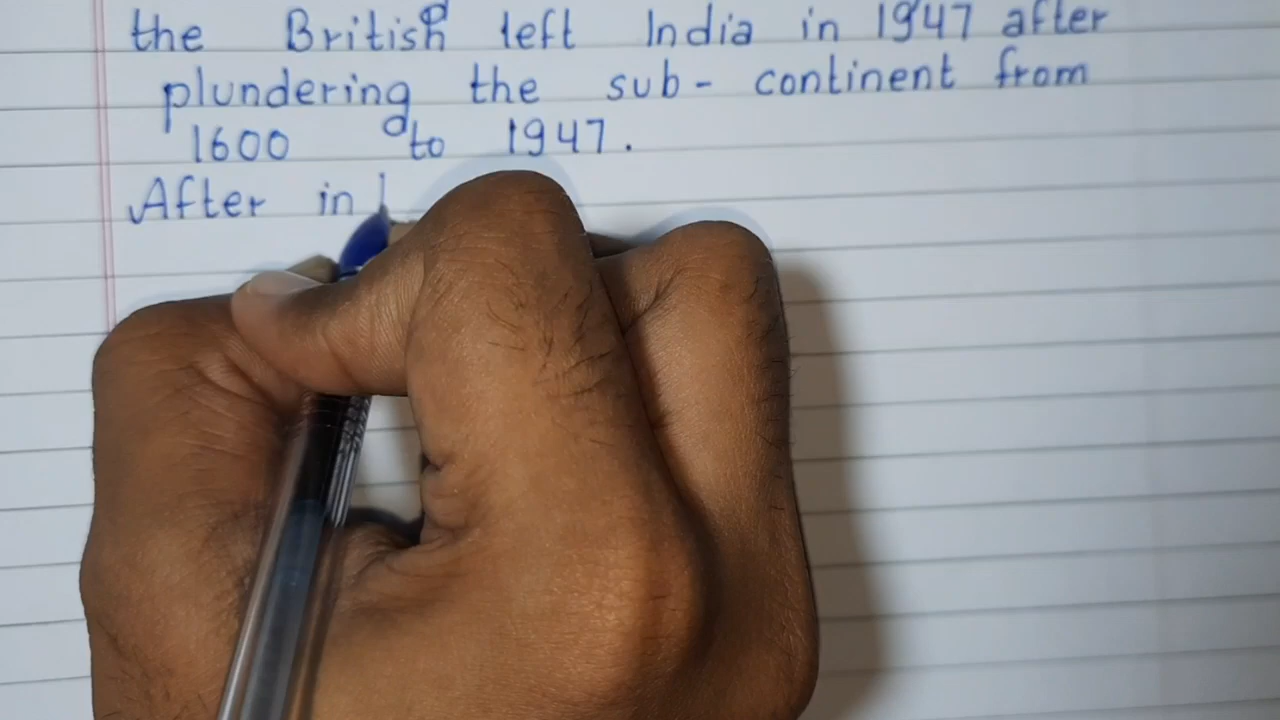 the British left India in 1947 after
plundering the sub- continent from
1600 to 1947.
After in